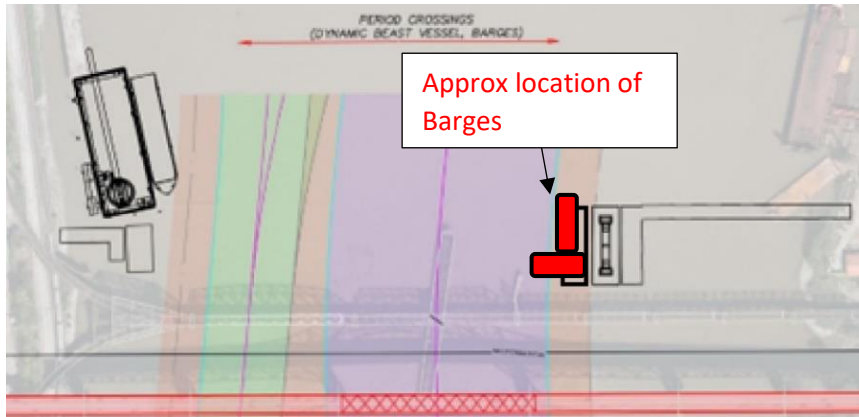 PERIOD CROSSINGS
(DYNAMIC BEAST VESSEL, BARGES)
Approx location of
Barges